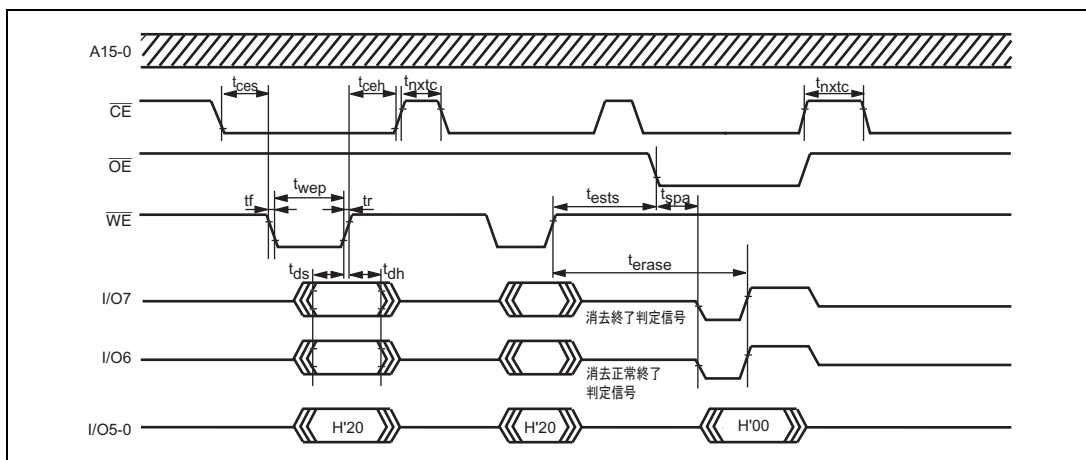 A15-0
tces
tceh
tnxtc
tnxtc
CE
OE
twep
tf
tr
tests
tspa
WE
tds
tdh
terase
I/O7
消去終了判定信号
I/O6
消去正常終了
判定信号
I/O5-0
H'20
H'20
H'00